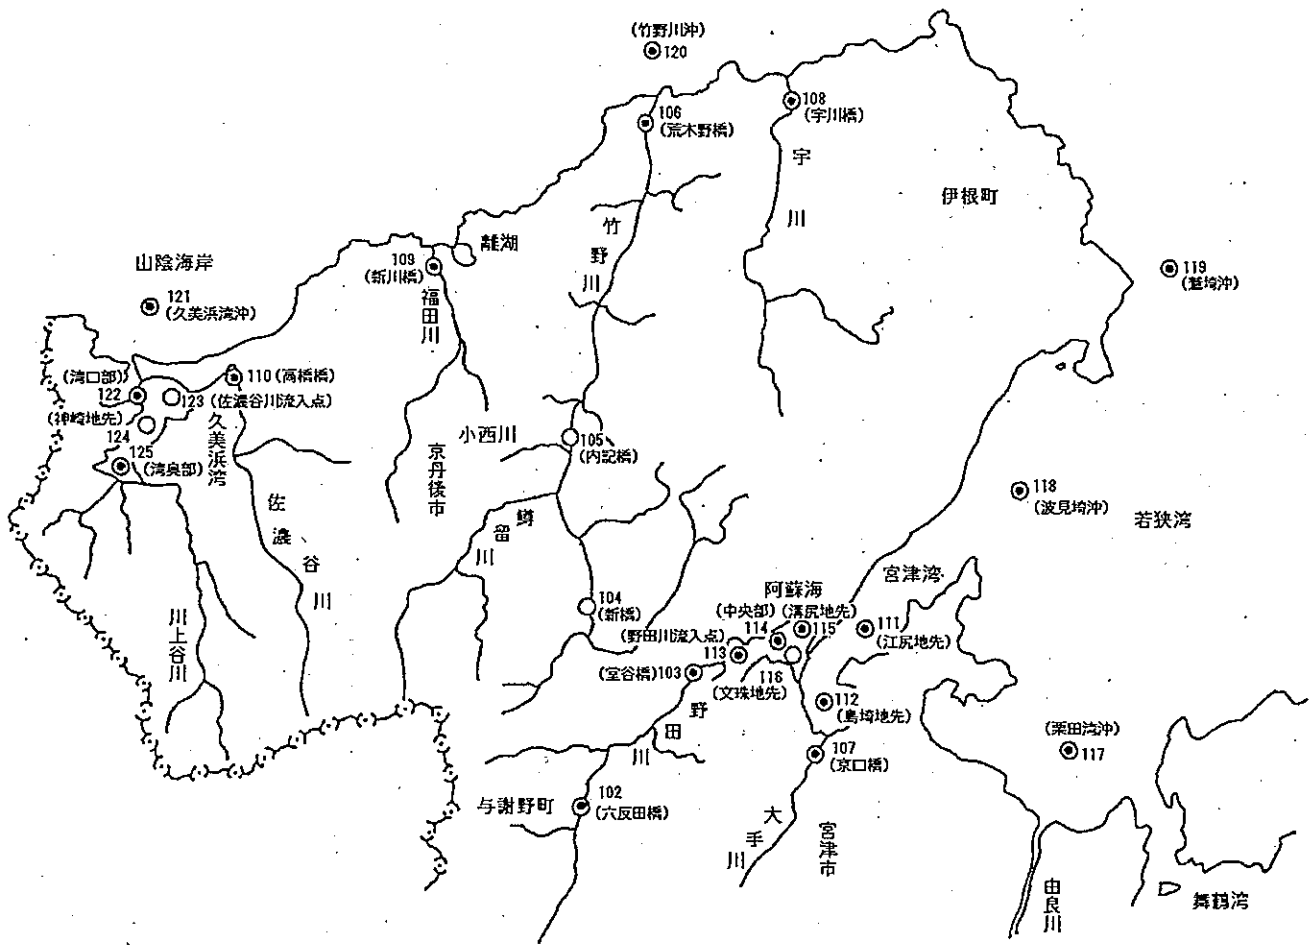 (竹野川沖)
120
106
(荒木野橋)
108
(宇川橋)
宇川
伊根町
竹野川
離湖
山陰海岸
109
(新川橋)
福田川
119
(鷲埼沖)
121
(久美浜湾沖)
(湾口部)
122
110(高橋橋)
123(佐濃谷川流入点)
(神崎地先)
124
125
(湾奥部)
久美浜湾
小西川
105
(内記橋)
京丹後市
佐濃谷川
鱒留川
118
(波見埼沖)
若狭湾
宮津湾
阿蘇海
104
(新橋)
(中央部)
(溝尻地先)
114
115
111
(江尻地先)
(野田川流入点)
113
(堂谷橋)103
116
(文珠地先)
川上谷川
112
(島埼地先)
野田川
(栗田湾沖)
117
107
(京口橋)
与謝野町
102
(六反田橋)
大手川
宮津市
由良川
舞鶴湾